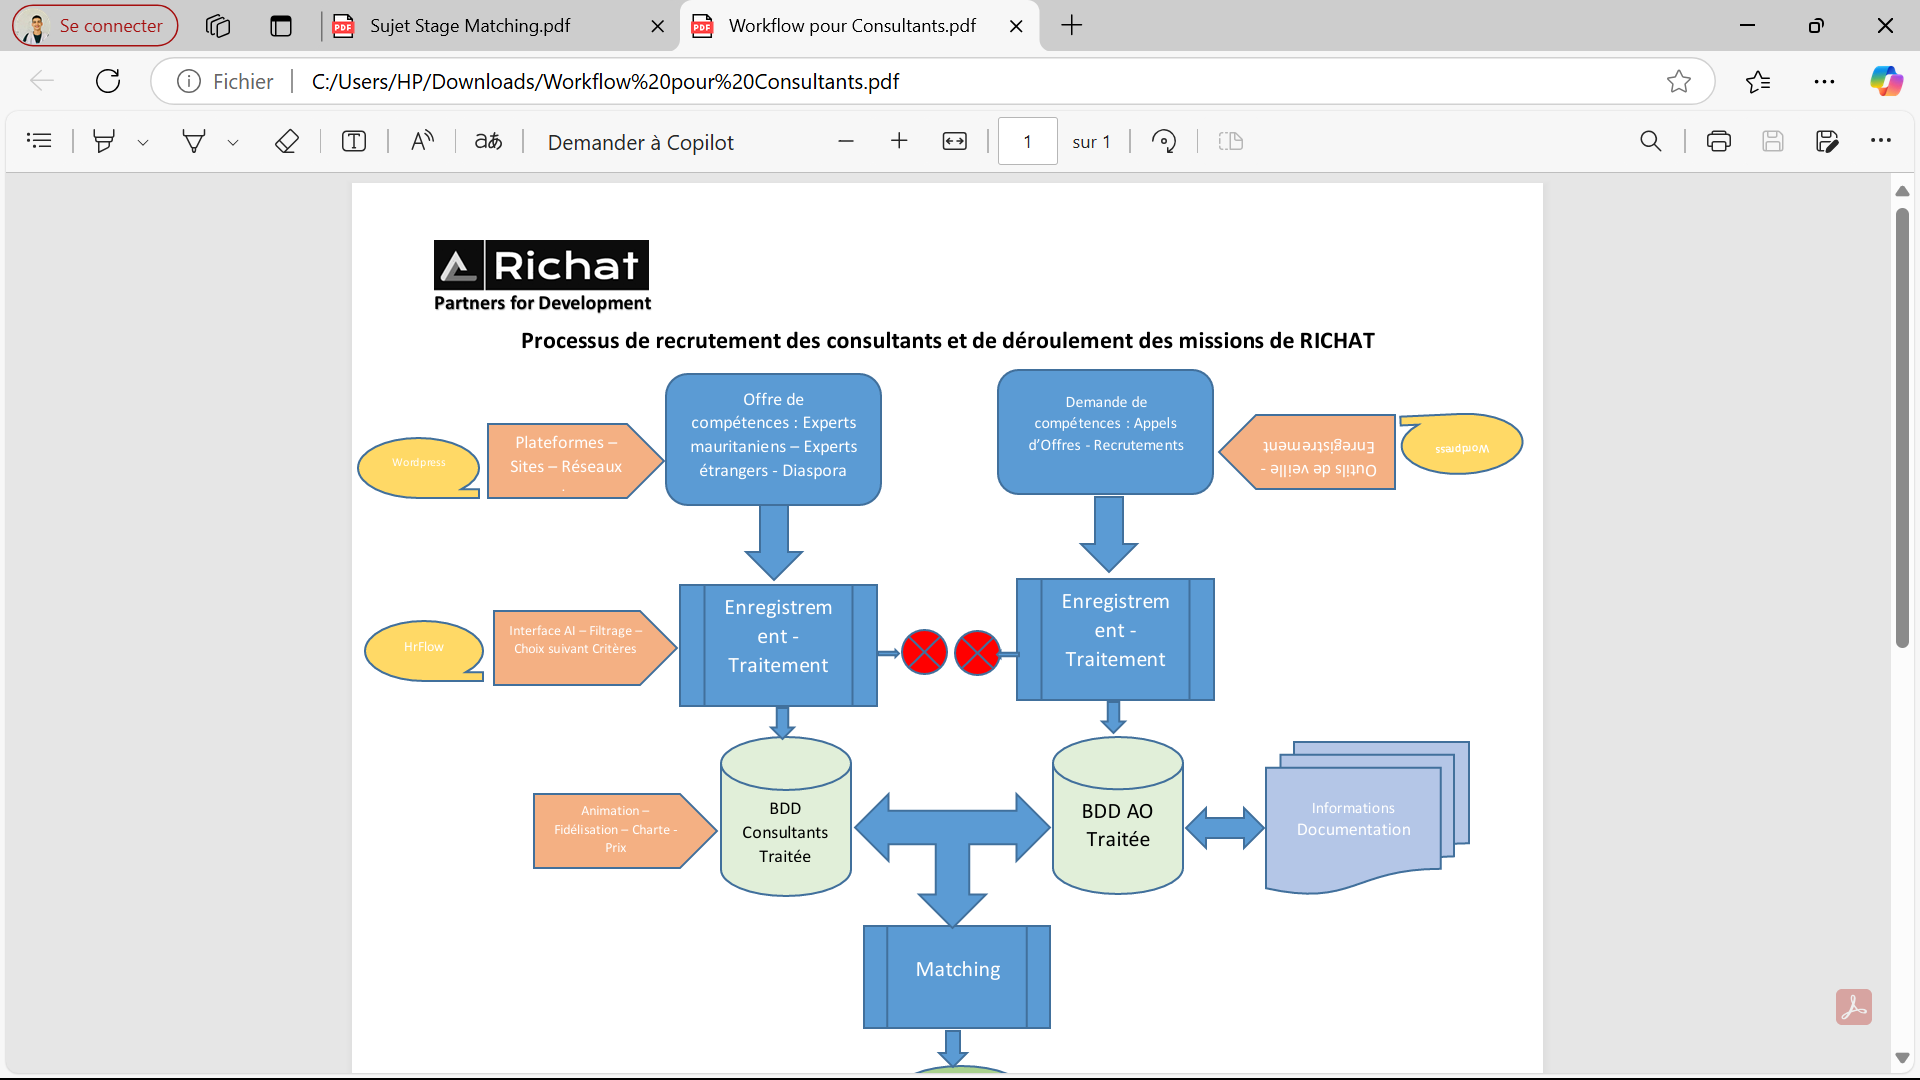 Se connecter
Sujet Stage Matching.pdf
Workflow pour Consultants.pdf
Fichier
C:/Users/HP/Downloads/Workflow%20pour%20Consultants.pdf
Demander à Copilot
1
sur 1
Richat
Partners for Development
Processus de recrutement des consultants et de déroulement des missions de RICHAT
Wordpress
Plateformes –
Sites – Réseaux
.
Offre de
compétences : Experts
mauritaniens – Experts
étrangers - Diaspora
Demande de
compétences : Appels
d'Offres - Recrutements
Outils de veille -
Enregistrement
Wordpress
HrFlow
Interface AI – Filtrage –
Choix suivant Critères
Enregistrem
ent -
Traitement
Enregistrem
ent -
Traitement
Animation –
Fidélisation – Charte -
Prix
BDD
Consultants
Traitée
BDD AO
Traitée
Informations
Documentation
Matching